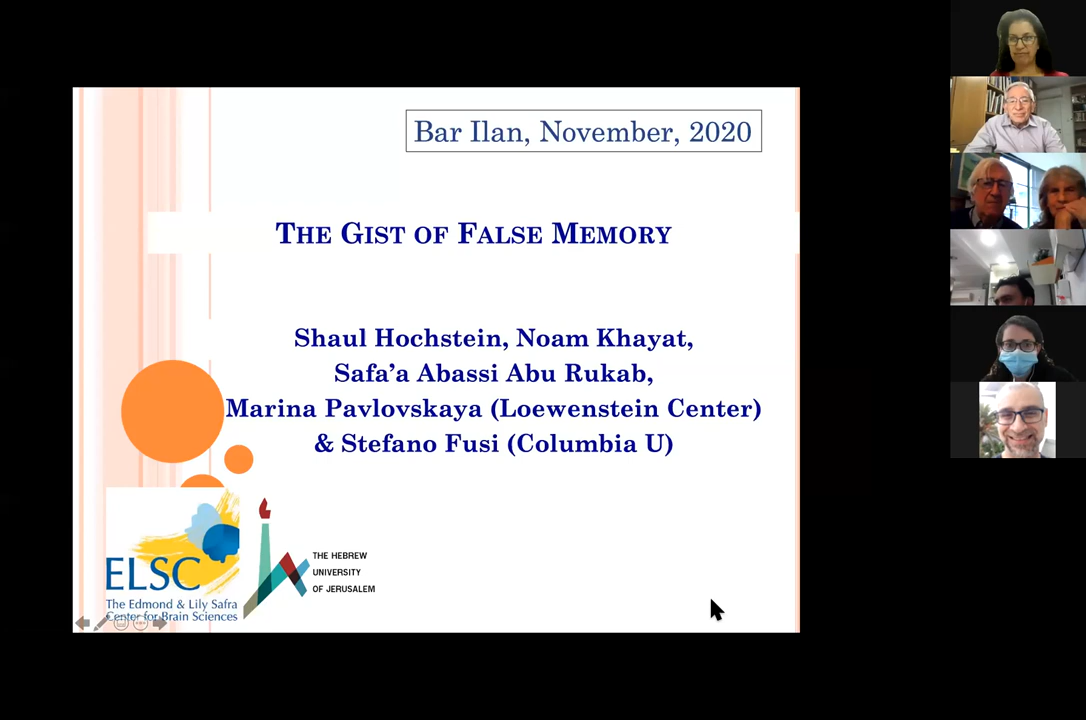 Bar Ilan, November, 2020
THE GIST OF FALSE MEMORY
Shaul Hochstein, Noam Khayat,
Safa'a Abassi Abu Rukab,
Marina Pavlovskaya (Loewenstein Center)
& Stefano Fusi (Columbia U)
ELSC
The Edmond & Lily Safra
Center for Brain Sciences
THE HEBREW
UNIVERSITY
OF JERUSALEM